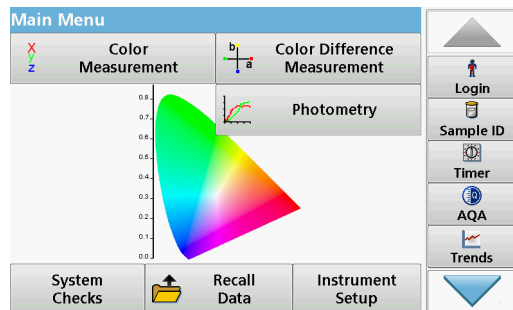 Main Menu
X
y
z
Color
Measurement
b
a
Color Difference
Measurement
Photometry
0.8
0.7
0.6
0.5
0.4
0.3
0.2
0.1
0.0
System
Checks
Recall
Data
Instrument
Setup
Login
Sample ID
Timer
AQA
Trends